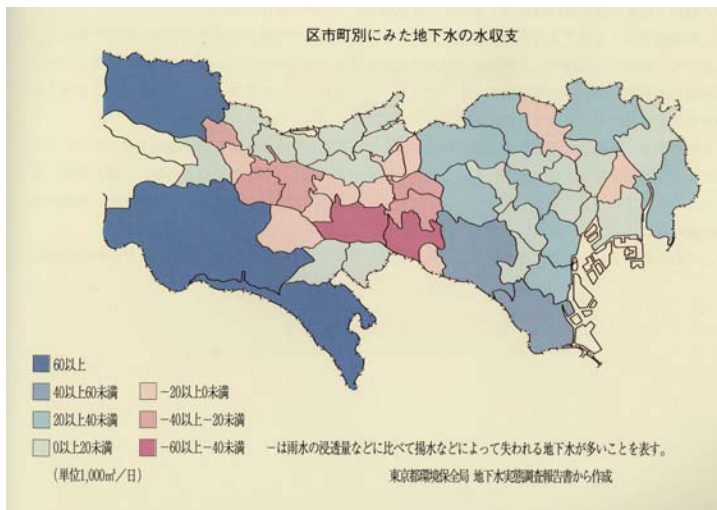 区市町別にみた地下水の水収支
60以上
40以上60未満
−20以上0未満
20以上40未満
−40以上−20未満
0以上20未満
−60以上−40未満
−は雨水の浸透量などに比べて揚水などによって失われる地下水が多いことを表す。
(単位1,000㎥/日)
東京都環境保全局 地下水実態調査報告書から作成